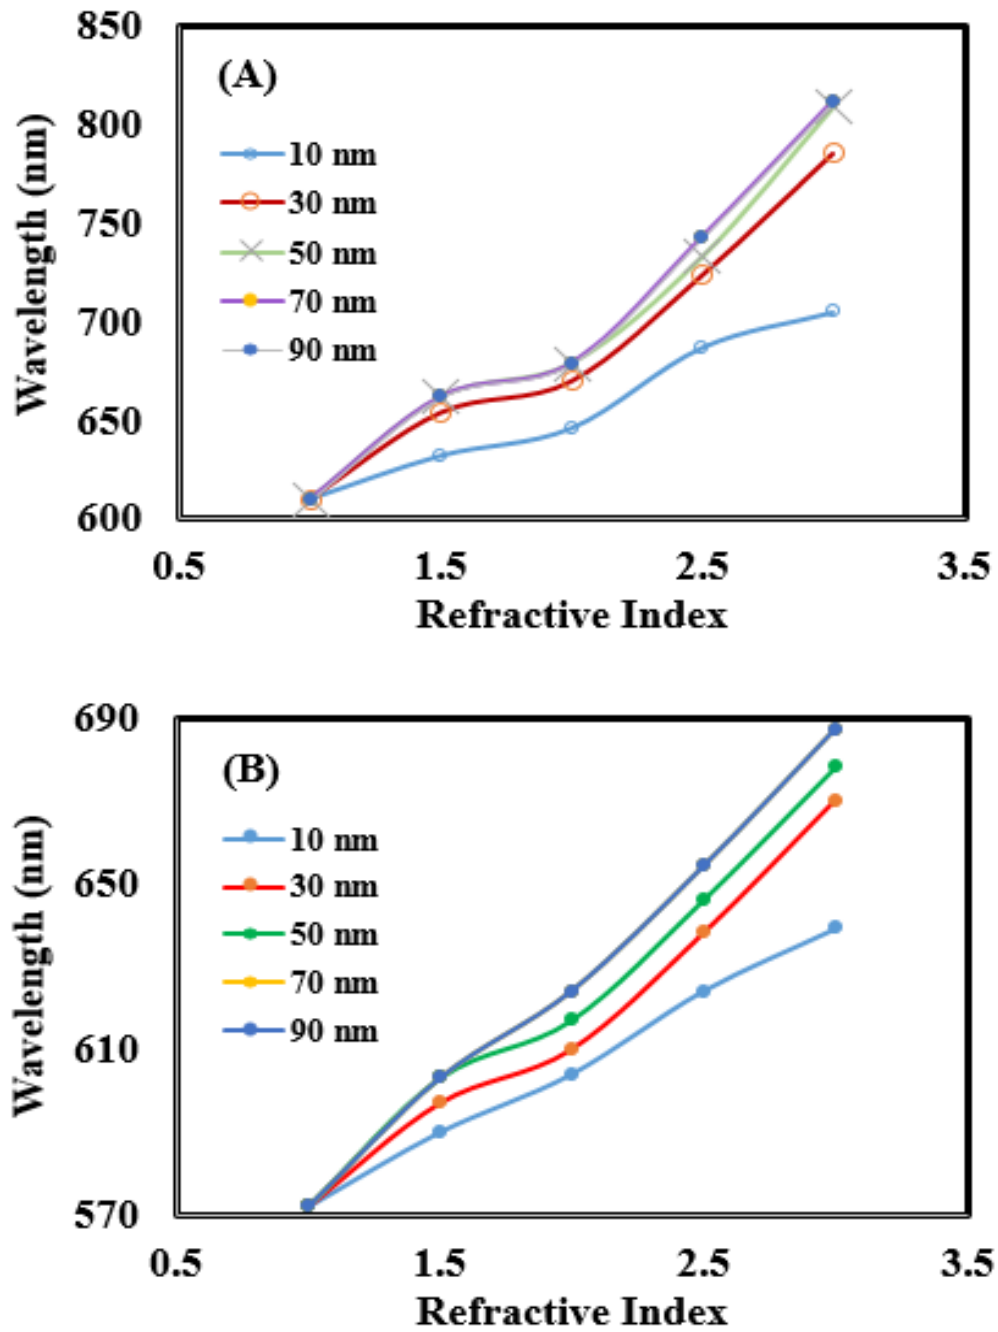 850
(A)
800
10 nm
30 nm
750
50 nm
70 nm
700
90 nm
650
600
Wavelength (nm)
0.5 1.5 2.5 3.5
Refractive Index
690
(B)
10 nm
650
30 nm
50 nm
70 nm
610
90 nm
570
Wavelength (nm)
0.5 1.5 2.5 3.5
Refractive Index